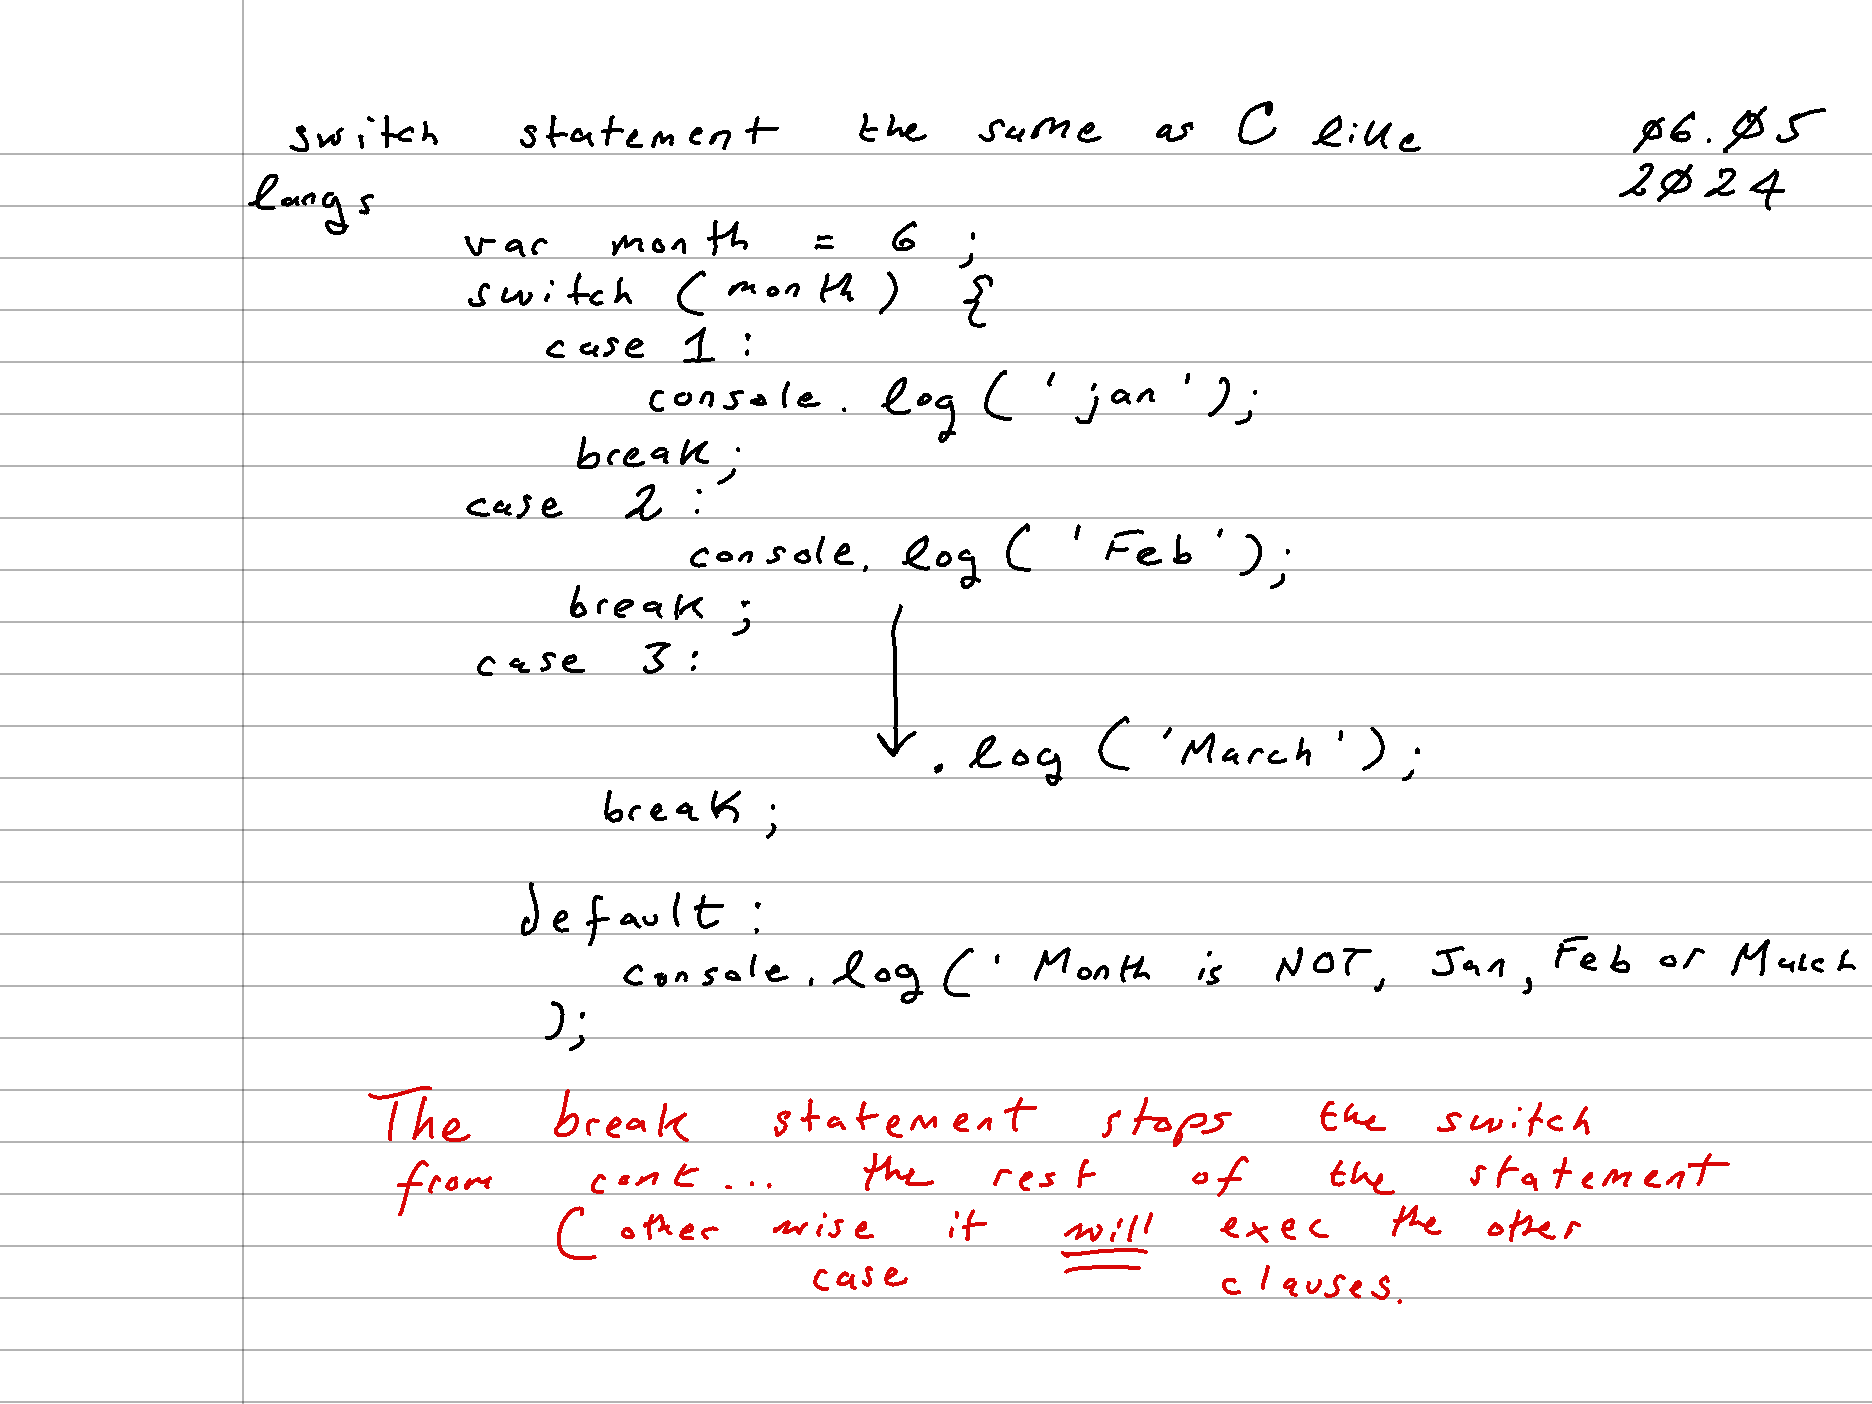 switch statement the same as C like 06.05
langs 2024
var month = 6 ;
switch (month) {
case 1 :
console.log('jan');
break;
case 2 :
console.log('Feb');
break;
case 3 :
.log('March');
break;
default :
console.log('Month is NOT, Jan, Feb or March
);
The break statement stops the switch
from cont... the rest of the statement
(otherwise it will exec the other
case clauses.